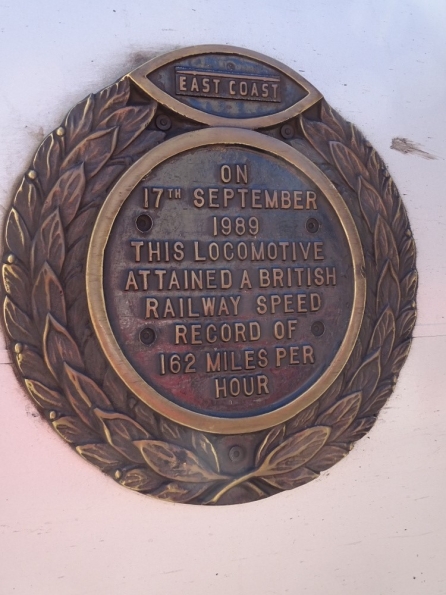 EAST COAST
ON
17TH SEPTEMBER
1989
THIS LOCOMOTIVE
ATTAINED A BRITISH
RAILWAY SPEED
RECORD OF
162 MILES PER
HOUR